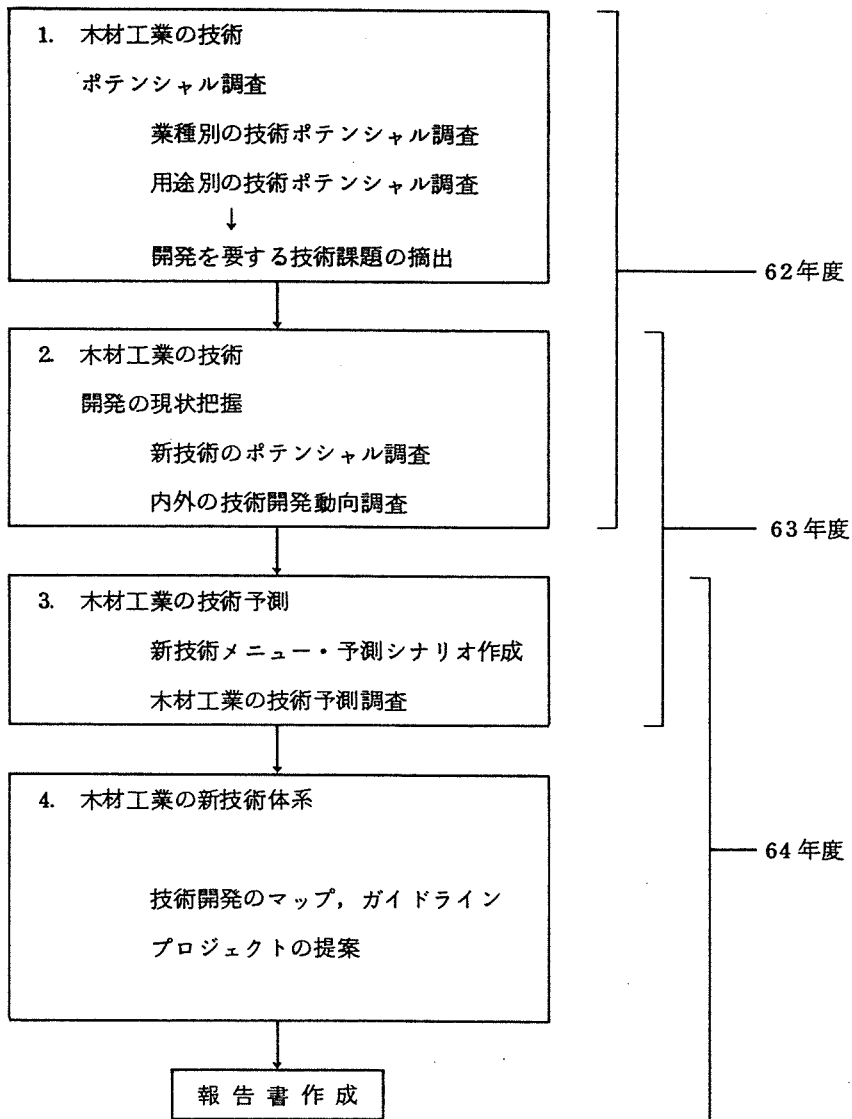 1. 木材工業の技術
ポテンシャル調査
業種別の技術ポテンシャル調査
用途別の技術ポテンシャル調査
↓
開発を要する技術課題の摘出
62年度
2. 木材工業の技術
開発の現状把握
新技術のポテンシャル調査
内外の技術開発動向調査
63年度
3. 木材工業の技術予測
新技術メニュー・予測シナリオ作成
木材工業の技術予測調査
4. 木材工業の新技術体系
64年度
技術開発のマップ，ガイドライン
プロジェクトの提案
報告書作成